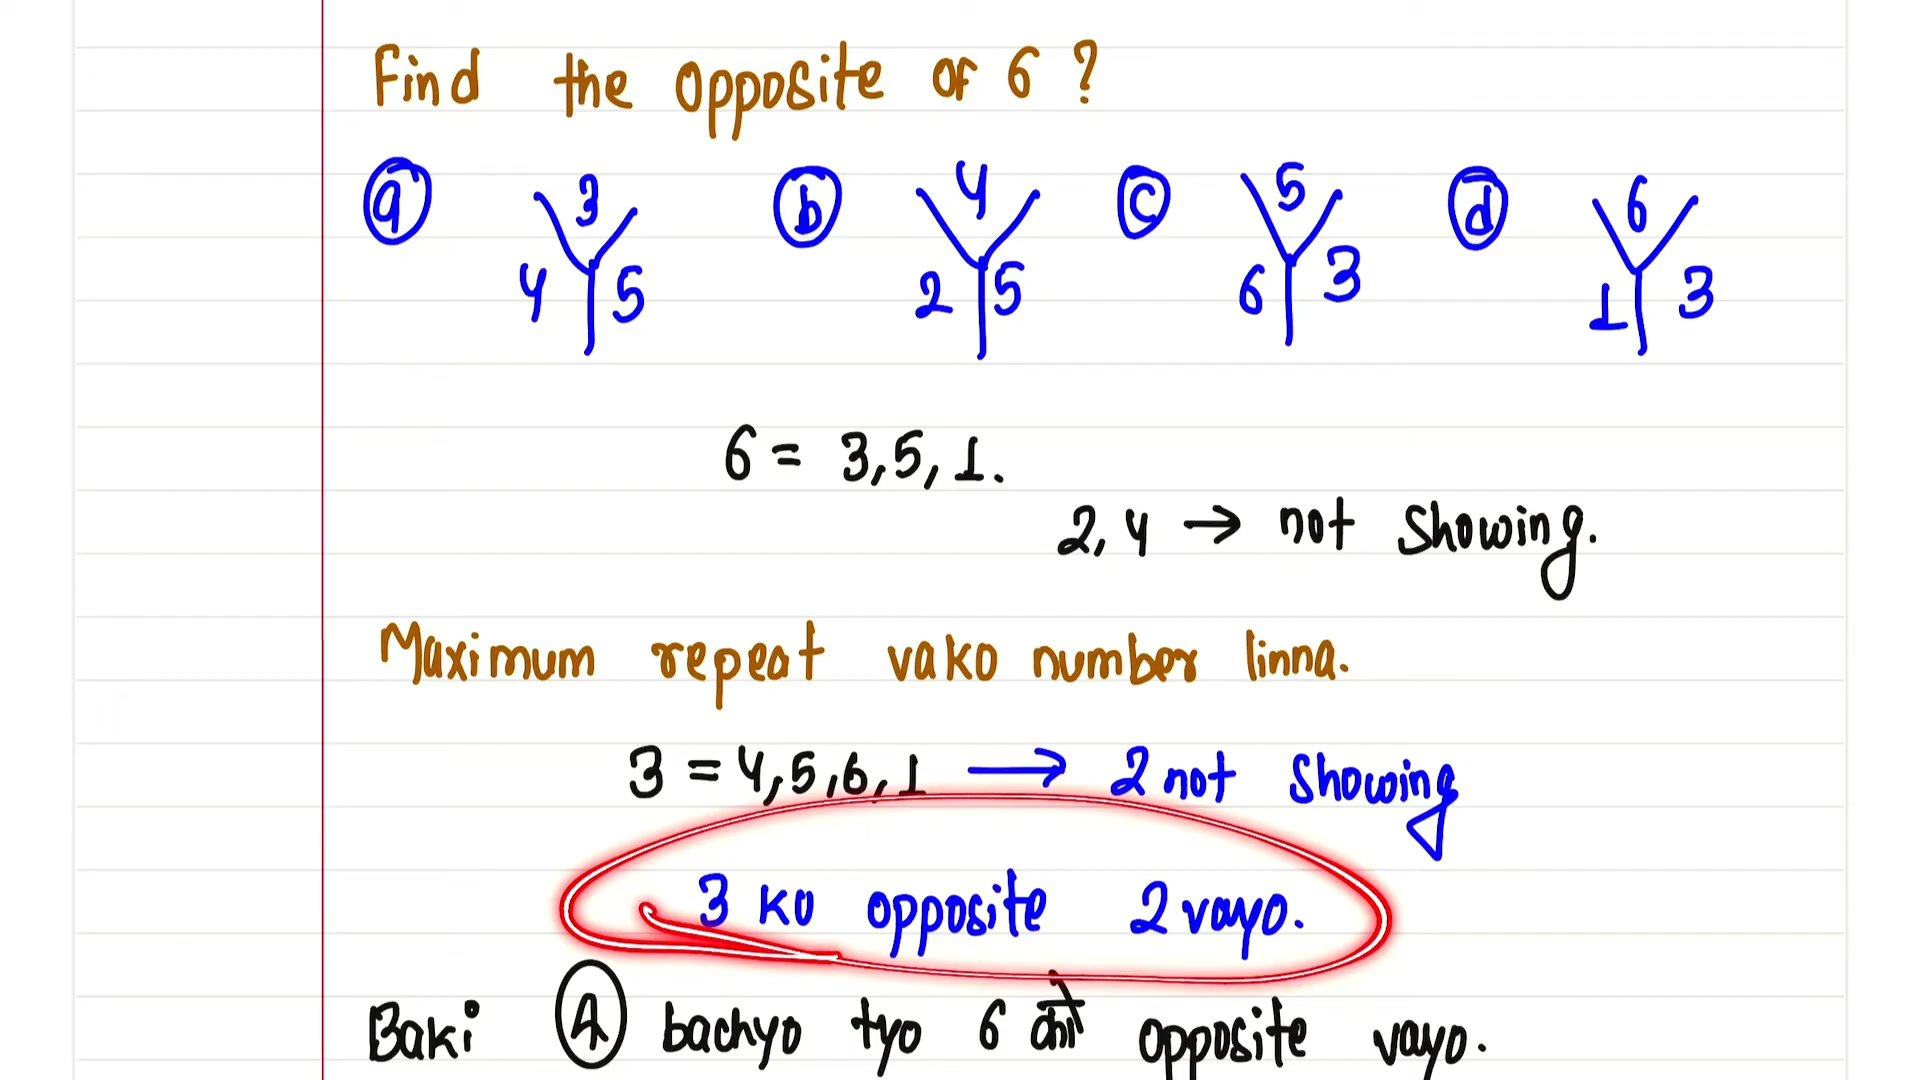 Find the opposite of 6 ?
a 3 4 5
b 4 2 5
c 5 6 3
d 6 1 3
6 = 3,5,1.
2,4 → not showing.
Maximum repeat vako number linna.
3 = 4,5,6,1 → 2 not showing
3 ko opposite 2 vayo.
Baki 4 bachyo tyo 6 को opposite vayo.